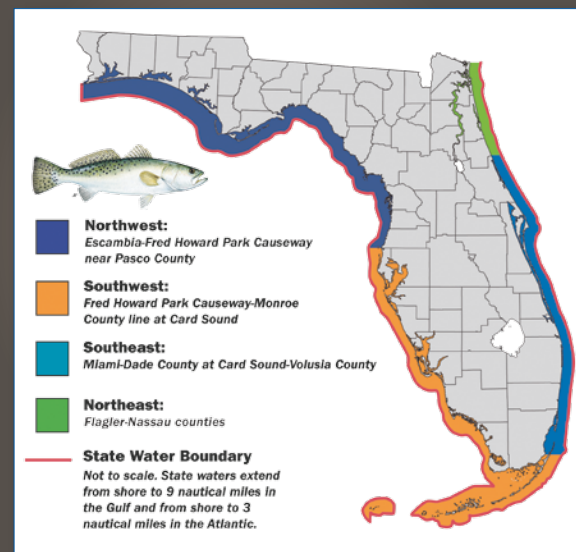 Northwest:
Escambia-Fred Howard Park Causeway
near Pasco County
Southwest:
Fred Howard Park Causeway-Monroe
County line at Card Sound
Southeast:
Miami-Dade County at Card Sound-Volusia County
Northeast:
Flagler-Nassau counties
State Water Boundary
Not to scale. State waters extend
from shore to 9 nautical miles in
the Gulf and from shore to 3
nautical miles in the Atlantic.